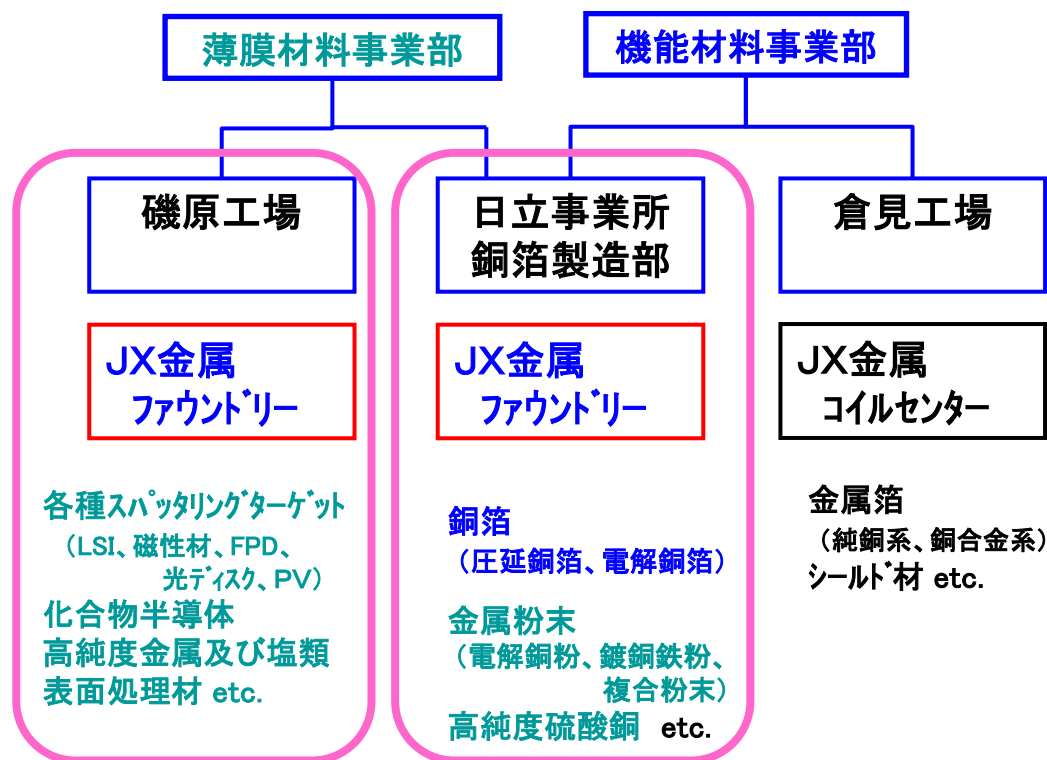 薄膜材料事業部
機能材料事業部
磯原工場
JX金属
ファウンドリー
各種スパッタリングターゲット
（LSI、磁性材、FPD、
光ディスク、PV）
化合物半導体
高純度金属及び塩類
表面処理材 etc.
日立事業所
銅箔製造部
JX金属
ファウンドリー
銅箔
（圧延銅箔、電解銅箔）
金属粉末
（電解銅粉、鍍銅鉄粉、
複合粉末）
高純度硫酸銅 etc.
倉見工場
JX金属
コイルセンター
金属箔
（純銅系、銅合金系）
シールド材 etc.